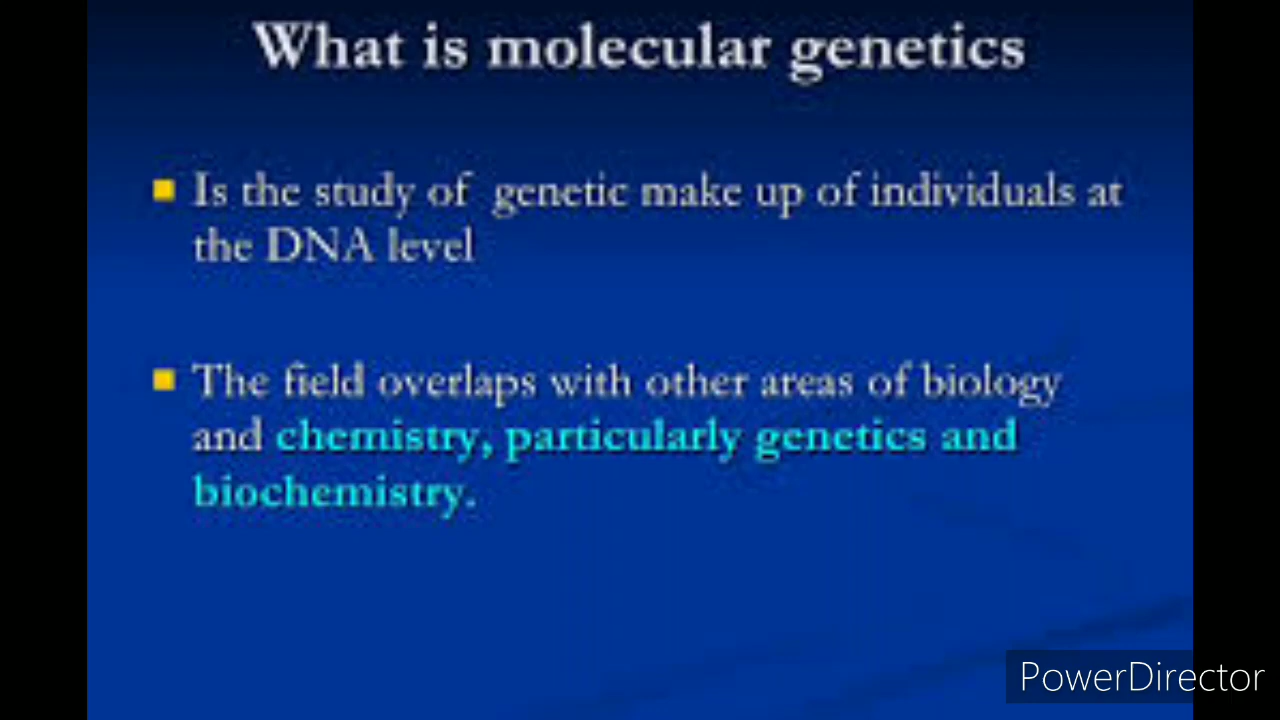 What is molecular genetics
Is the study of genetic make up of individuals at
the DNA level
The field overlaps with other areas of biology
and chemistry, particularly genetics and
biochemistry.
PowerDirector